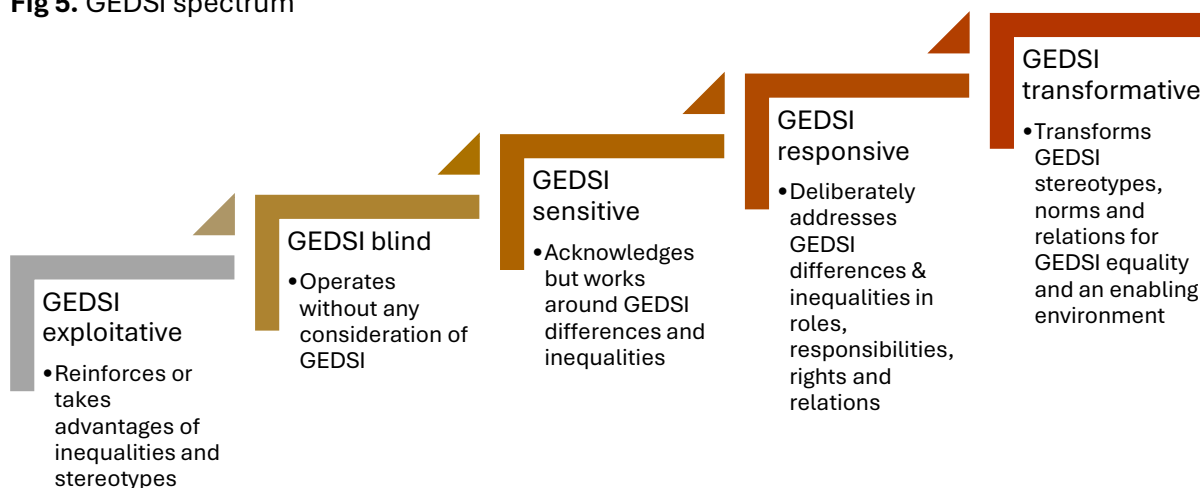 Fig 5. GEDSI spectrum
GEDSI
exploitative
•Reinforces or
takes
advantages of
inequalities and
stereotypes
GEDSI blind
•Operates
without any
consideration of
GEDSI
GEDSI
sensitive
•Acknowledges
but works
around GEDSI
differences and
inequalities
GEDSI
responsive
•Deliberately
addresses
GEDSI
differences &
inequalities in
roles,
responsibilities,
rights and
relations
GEDSI
transformative
•Transforms
GEDSI
stereotypes,
norms and
relations for
GEDSI equality
and an enabling
environment